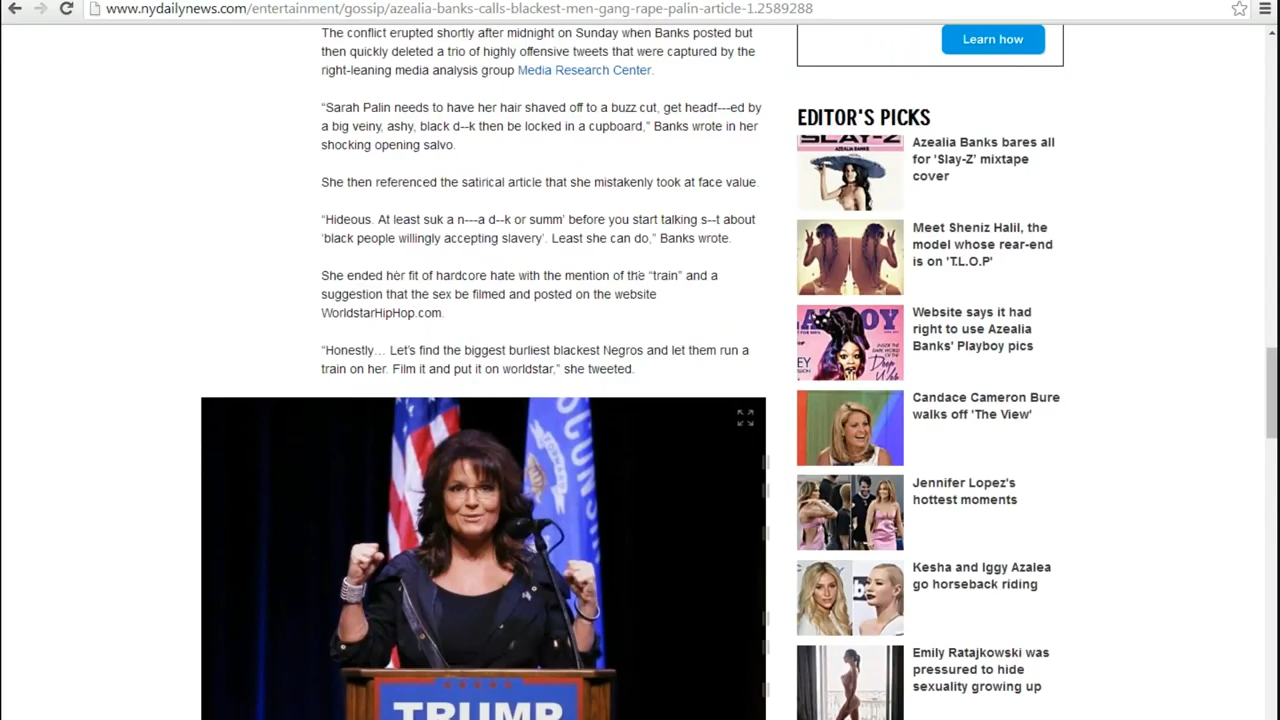 www.nydailynews.com/entertainment/gossip/azealia-banks-calls-blackest-men-gang-rape-palin-article-1.2589288
The conflict erupted shortly after midnight on Sunday when Banks posted but
then quickly deleted a trio of highly offensive tweets that were captured by the
right-leaning media analysis group Media Research Center.
“Sarah Palin needs to have her hair shaved off to a buzz cut, get headf---ed by
a big veiny, ashy, black d--k then be locked in a cupboard,” Banks wrote in her
shocking opening salvo.
She then referenced the satirical article that she mistakenly took at face value.
“Hideous. At least suk a n---a d--k or summ’ before you start talking s--t about
‘black people willingly accepting slavery’. Least she can do,” Banks wrote.
She ended her fit of hardcore hate with the mention of the “train” and a
suggestion that the sex be filmed and posted on the website
WorldstarHipHop.com.
“Honestly… Let’s find the biggest burliest blackest Negros and let them run a
train on her. Film it and put it on worldstar,” she tweeted.
TRUMP
Learn how
EDITOR'S PICKS
SLAY-Z
AZEALIA BANKS
Azealia Banks bares all
for 'Slay-Z' mixtape
cover
Meet Sheniz Halil, the
model whose rear-end
is on 'T.L.O.P'
Website says it had
right to use Azealia
Banks' Playboy pics
Candace Cameron Bure
walks off 'The View'
Jennifer Lopez's
hottest moments
Kesha and Iggy Azalea
go horseback riding
Emily Ratajkowski was
pressured to hide
sexuality growing up